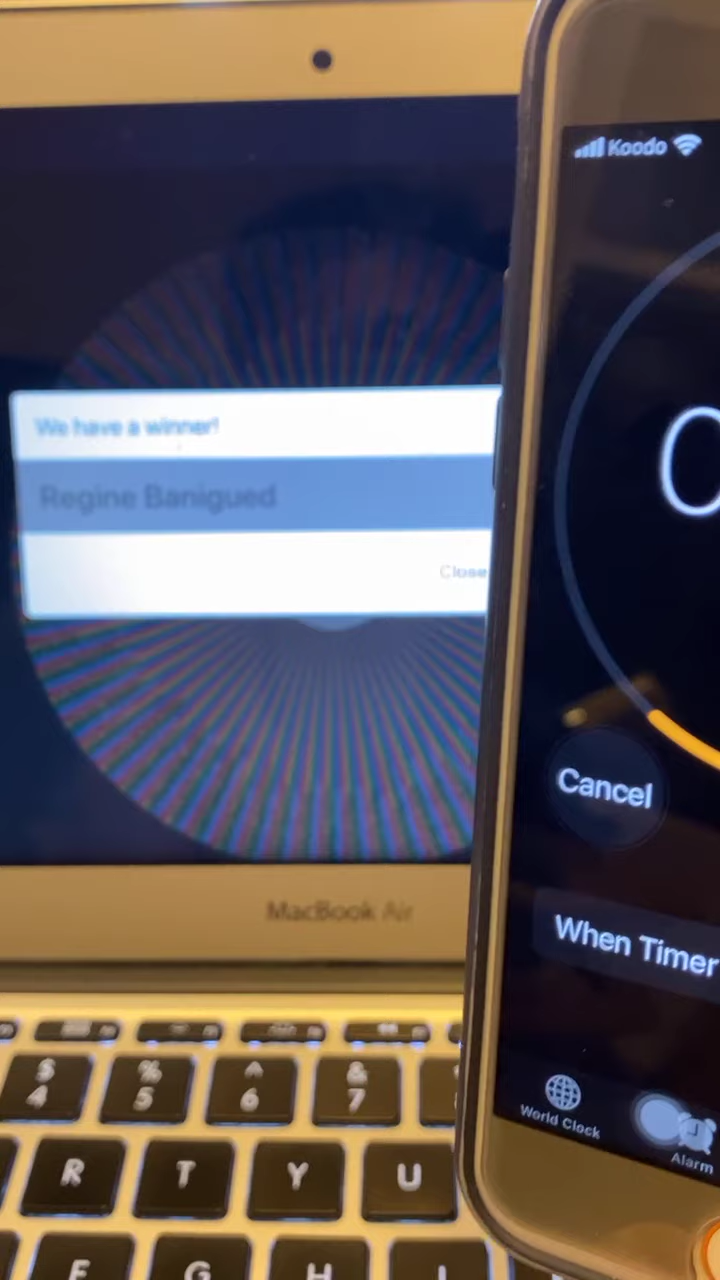 We have a winner!
Regine Banigued
Close
MacBook Air
$
4
%
5
^
6
&
7
R
T
Y
U
F
G
H
J
Koodo
0
Cancel
When Timer
World Clock
Alarm